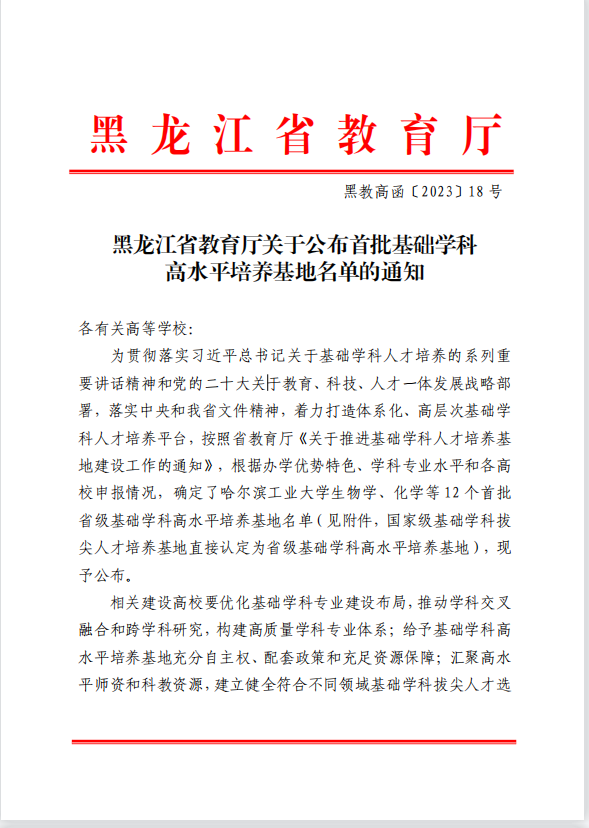 黑龙江省教育厅
黑教高函〔2023〕18号
黑龙江省教育厅关于公布首批基础学科
高水平培养基地名单的通知
各有关高等学校：
为贯彻落实习近平总书记关于基础学科人才培养的系列重
要讲话精神和党的二十大关于教育、科技、人才一体发展战略部
署，落实中央和我省文件精神，着力打造体系化、高层次基础学
科人才培养平台，按照省教育厅《关于推进基础学科人才培养基
地建设工作的通知》，根据办学优势特色、学科专业水平和各高
校申报情况，确定了哈尔滨工业大学生物学、化学等12个首批
省级基础学科高水平培养基地名单（见附件，国家级基础学科拔
尖人才培养基地直接认定为省级基础学科高水平培养基地），现
予公布。
相关建设高校要优化基础学科专业建设布局，推动学科交叉
融合和跨学科研究，构建高质量学科专业体系；给予基础学科高
水平培养基地充分自主权、配套政策和充足资源保障；汇聚高水
平师资和科教资源，建立健全符合不同领域基础学科拔尖人才选